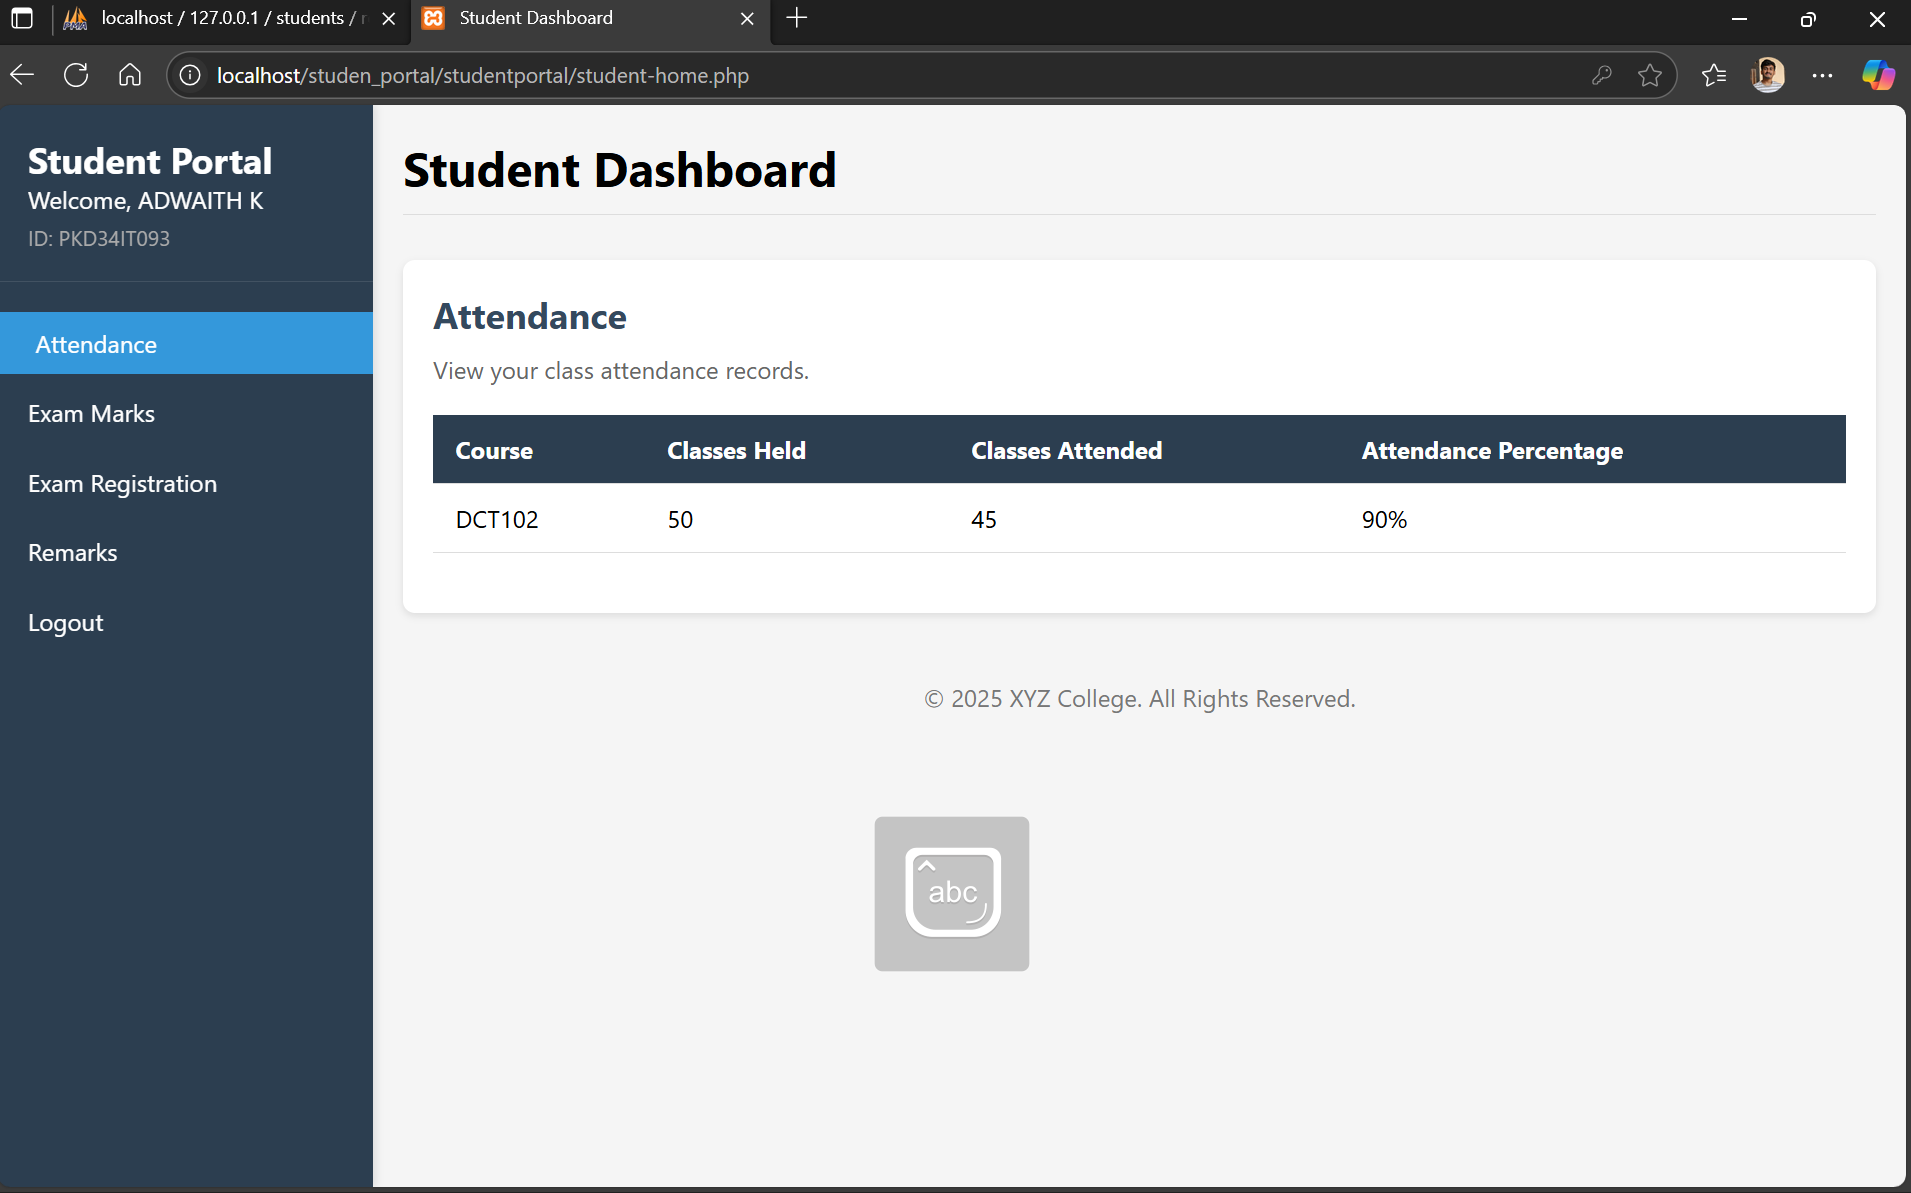 localhost / 127.0.0.1 / students /
Student Dashboard
localhost/studen_portal/studentportal/student-home.php
Student Portal
Welcome, ADWAITH K
ID: PKD34IT093
Attendance
Exam Marks
Exam Registration
Remarks
Logout
Student Dashboard
Attendance
View your class attendance records.
Course Classes Held Classes Attended Attendance Percentage
DCT102 50 45 90%
© 2025 XYZ College. All Rights Reserved.
abc